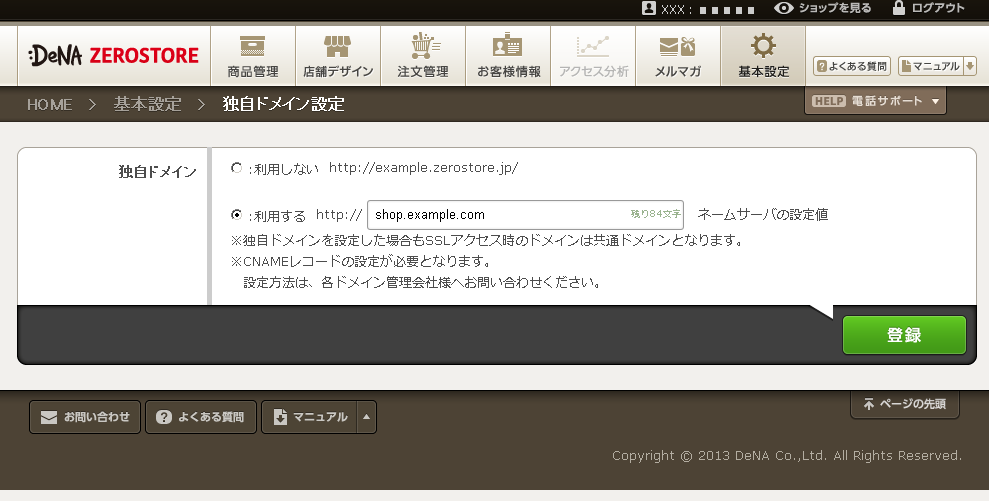 XXX : ■ ■ ■ ■ ■ ショップを見る ログアウト
:DeNA ZEROSTORE 商品管理 店舗デザイン 注文管理 お客様情報 アクセス分析 メルマガ 基本設定 ? よくある質問 マニュアル
HOME > 基本設定 > 独自ドメイン設定 HELP 電話サポート ▼
独自ドメイン :利用しない http://example.zerostore.jp/
:利用する http:// shop.example.com 残り84文字 ネームサーバの設定値
※独自ドメインを設定した場合もSSLアクセス時のドメインは共通ドメインとなります。
※CNAMEレコードの設定が必要となります。
設定方法は、各ドメイン管理会社様へお問い合わせください。
登録
お問い合わせ ? よくある質問 マニュアル ▲ ページの先頭
Copyright © 2013 DeNA Co.,Ltd. All Rights Reserved.